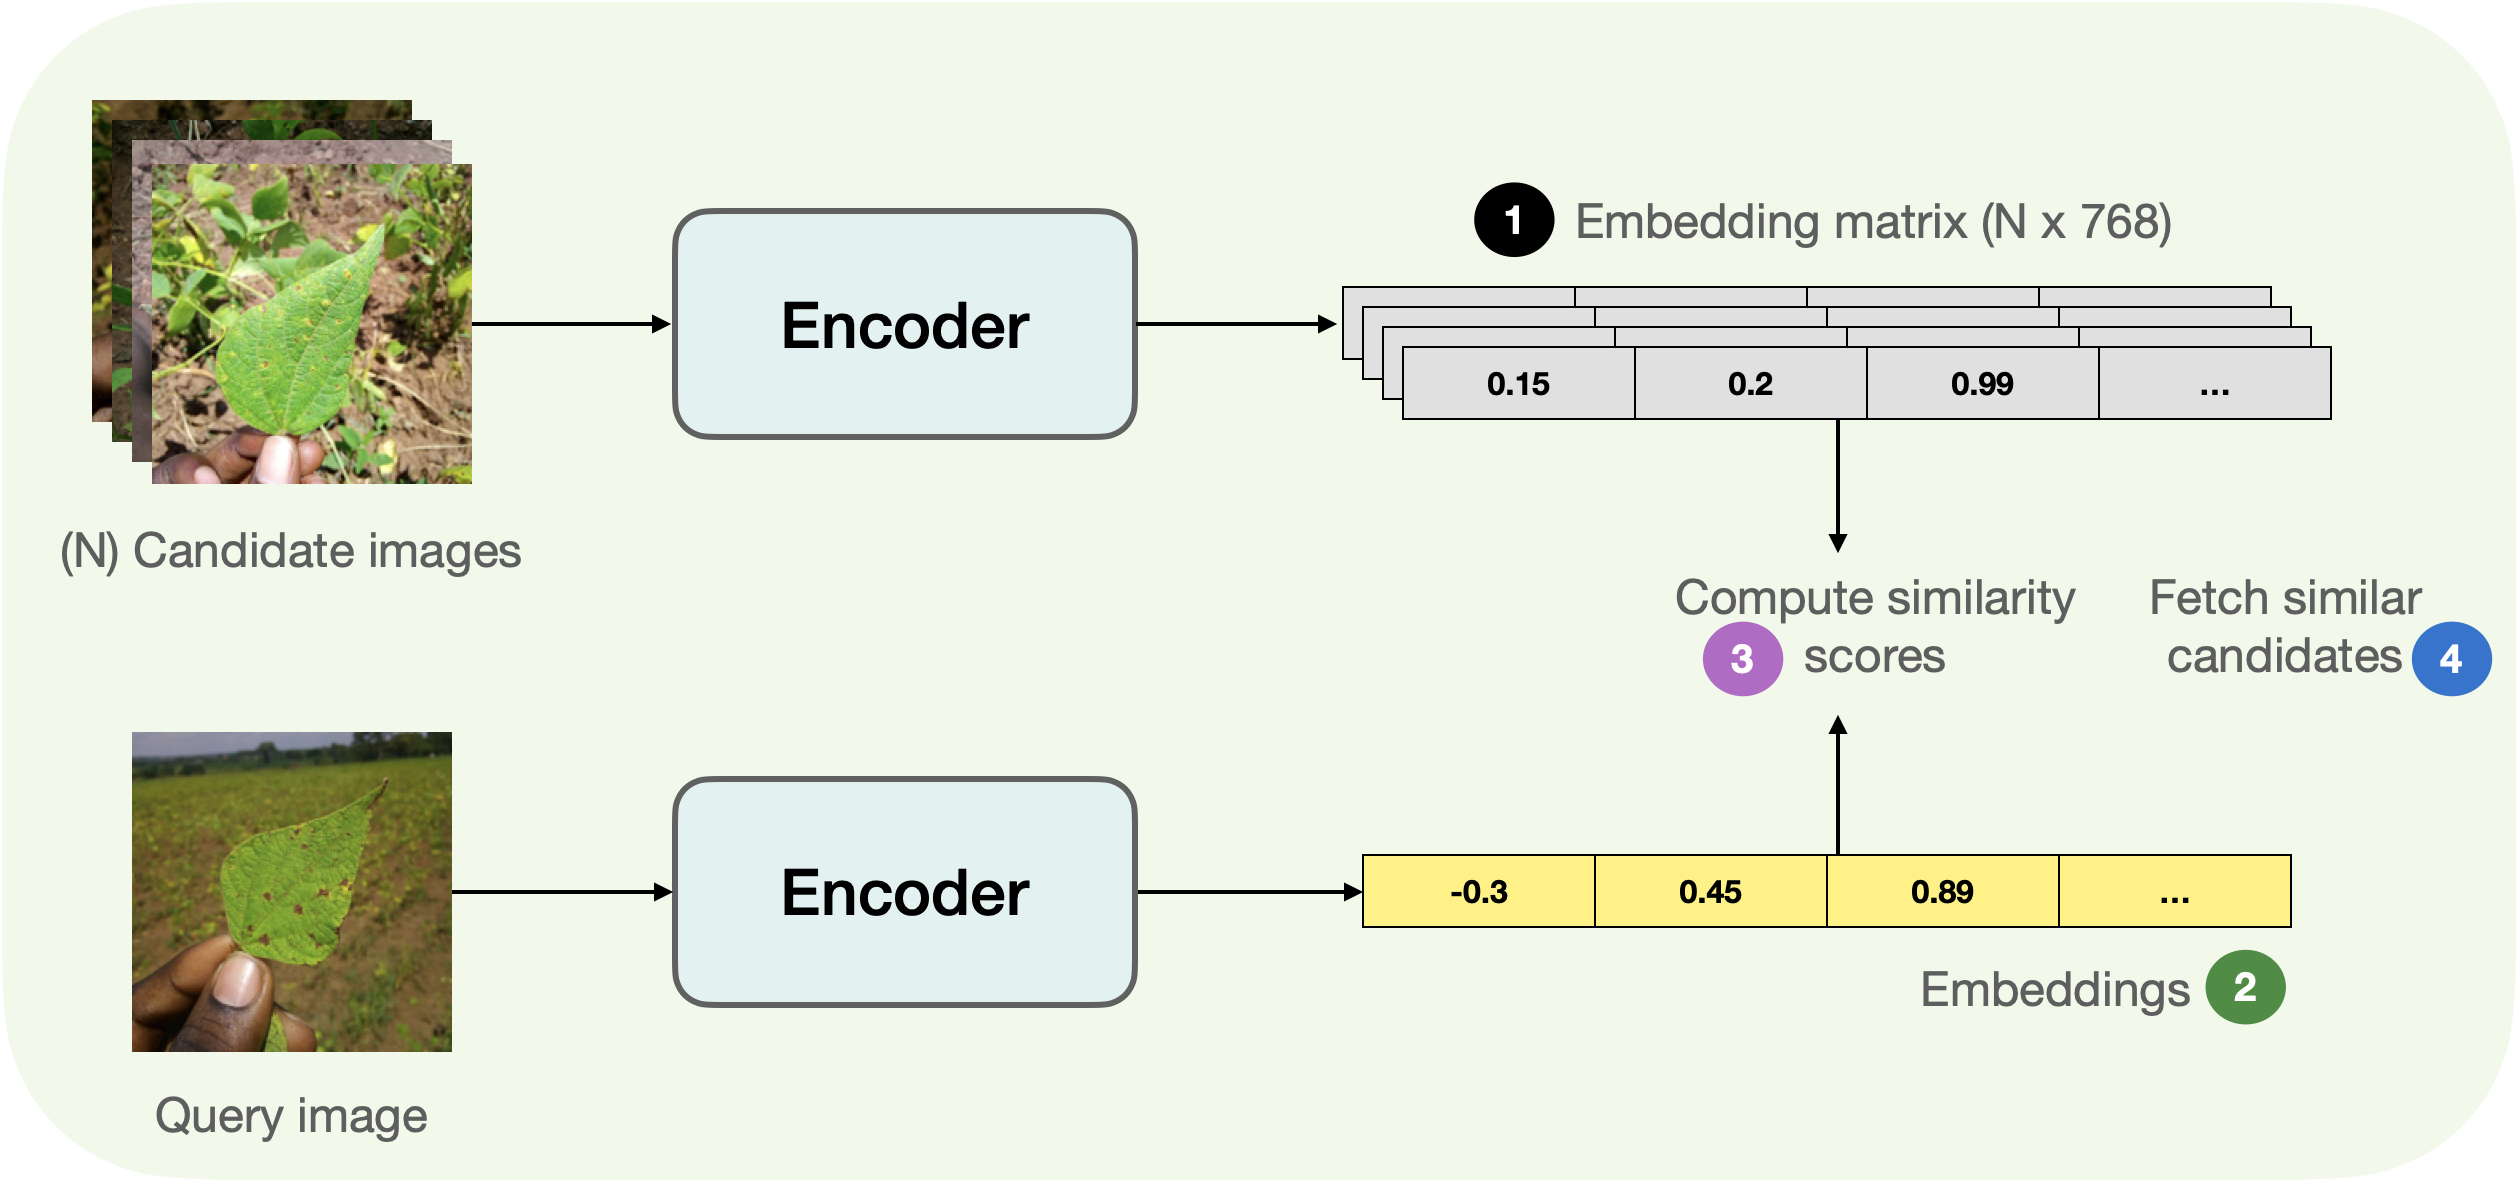 1 Embedding matrix (N x 768)
Encoder
0.15 0.2 0.99 ...
(N) Candidate images
Compute similarity
3 scores
Fetch similar
candidates 4
Encoder
-0.3 0.45 0.89 ...
Embeddings 2
Query image